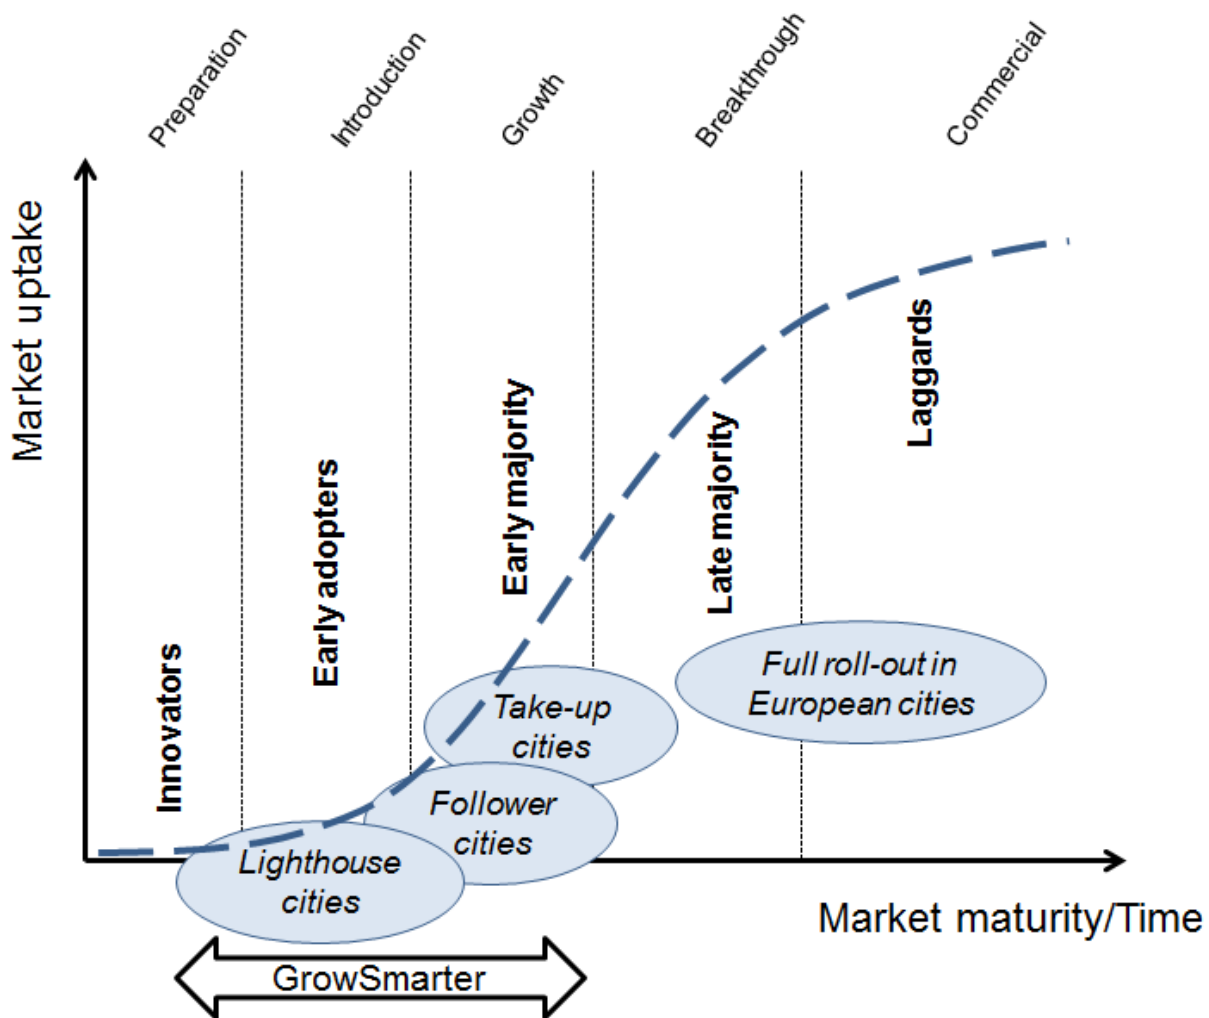 Preparation
Introduction
Growth
Breakthrough
Commercial
Market uptake
Innovators
Early adopters
Early majority
Late majority
Laggards
Full roll-out in
European cities
Take-up
cities
Follower
cities
Lighthouse
cities
Market maturity/Time
GrowSmarter